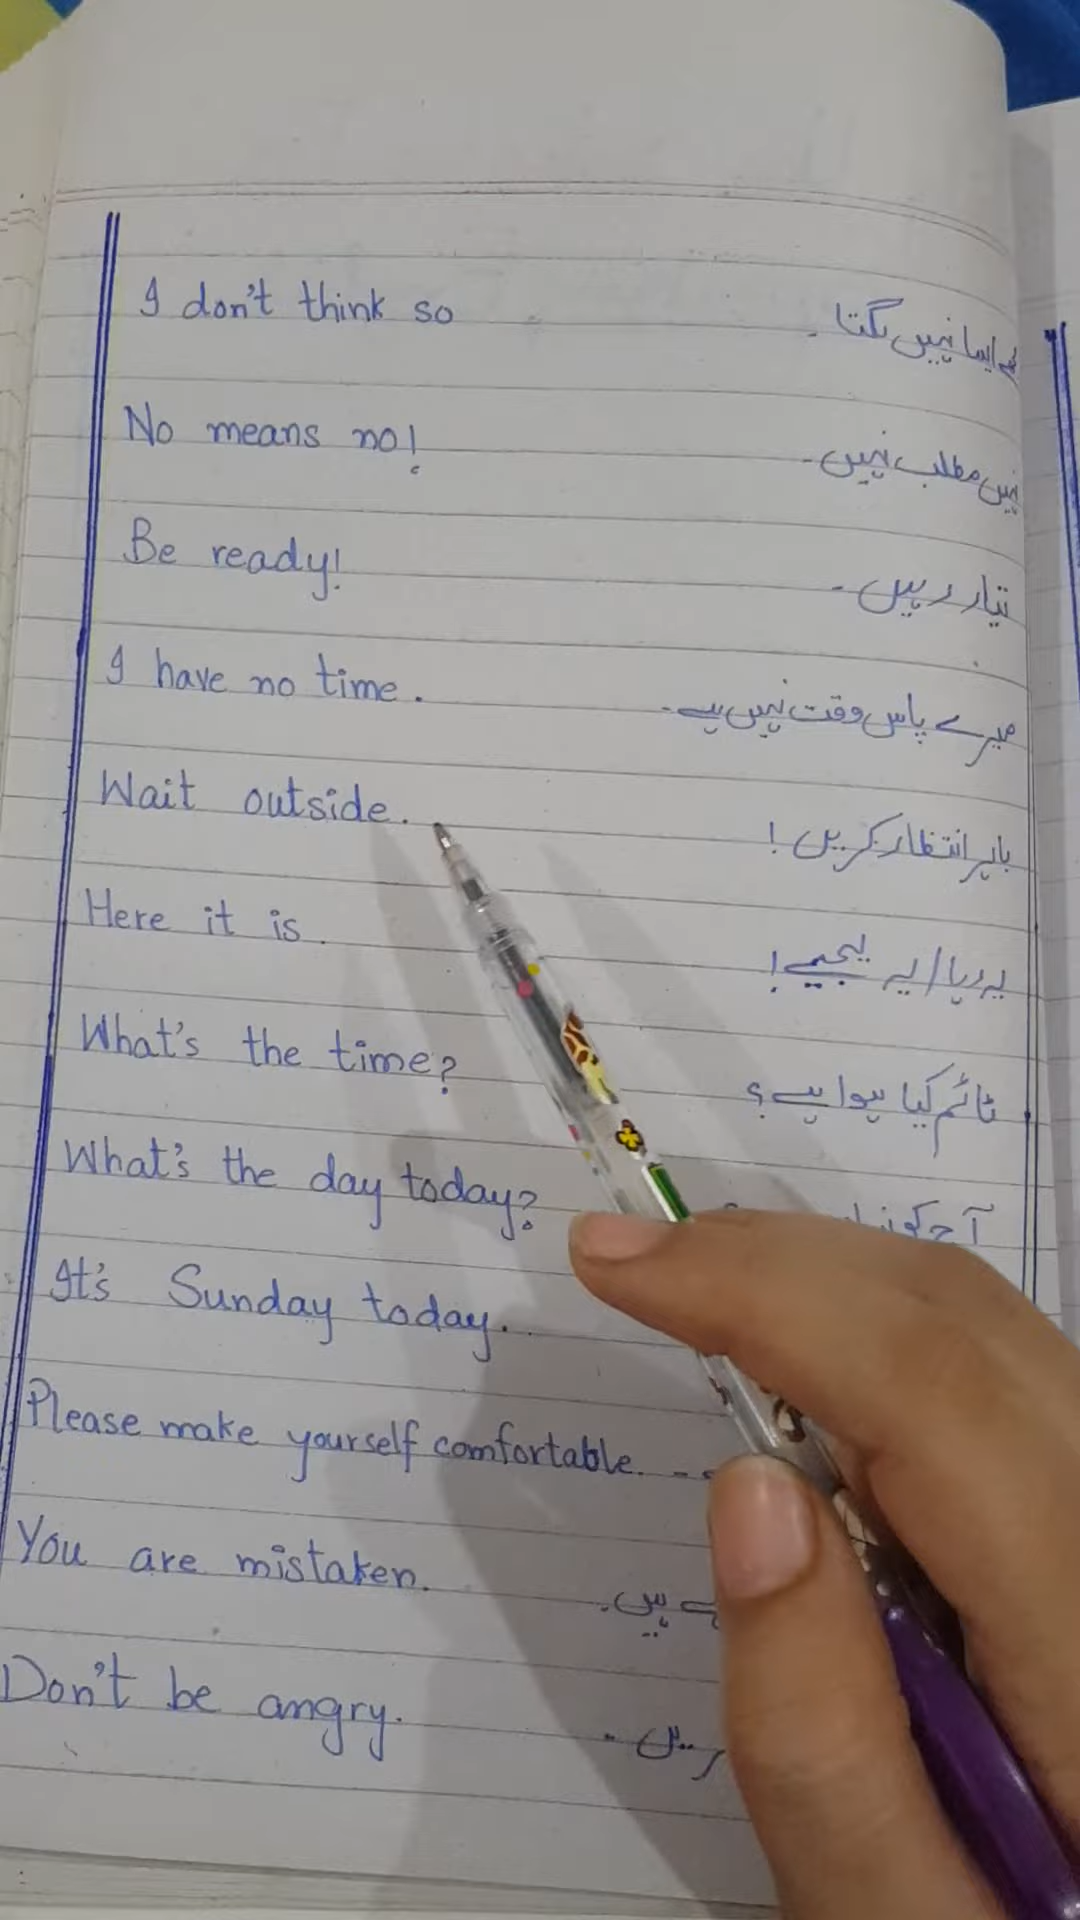 I don't think so ایسا نہیں لگتا ۔
No means no! نہیں مطلب نہیں۔
Be ready! تیار رہیں ۔
I have no time. میرے پاس وقت نہیں ہے۔
Wait outside. باہر انتظار کریں !
Here it is. یہ رہا / یہ لیجیے !
What's the time? ٹائم کیا ہوا ہے ؟
What's the day today? آج کونسا
It's Sunday today.
Please make yourself comfortable.
You are mistaken. ہیں۔
Don't be angry.